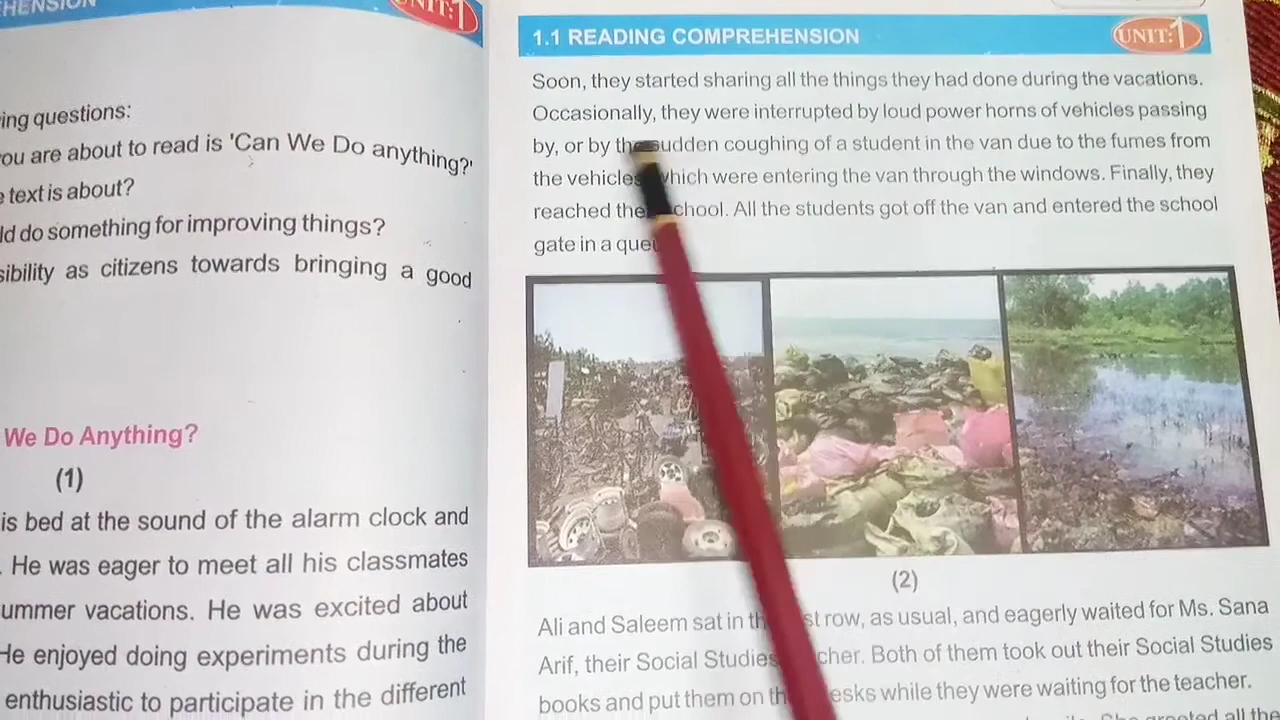 HENSION
UNIT:1
ing questions:
ou are about to read is 'Can We Do anything?'
text is about?
ld do something for improving things?
sibility as citizens towards bringing a good
We Do Anything?
(1)
is bed at the sound of the alarm clock and
. He was eager to meet all his classmates
ummer vacations. He was excited about
He enjoyed doing experiments during the
enthusiastic to participate in the different
1.1 READING COMPREHENSION
UNIT:1
Soon, they started sharing all the things they had done during the vacations.
Occasionally, they were interrupted by loud power horns of vehicles passing
by, or by the sudden coughing of a student in the van due to the fumes from
the vehicles which were entering the van through the windows. Finally, they
reached the school. All the students got off the van and entered the school
gate in a
(2)
Ali and Saleem sat in row, as usual, and eagerly waited for Ms. Sana
Arif, their Social Studies Both of them took out their Social Studies
books and put them on while they were waiting for the teacher.
She greeted all the